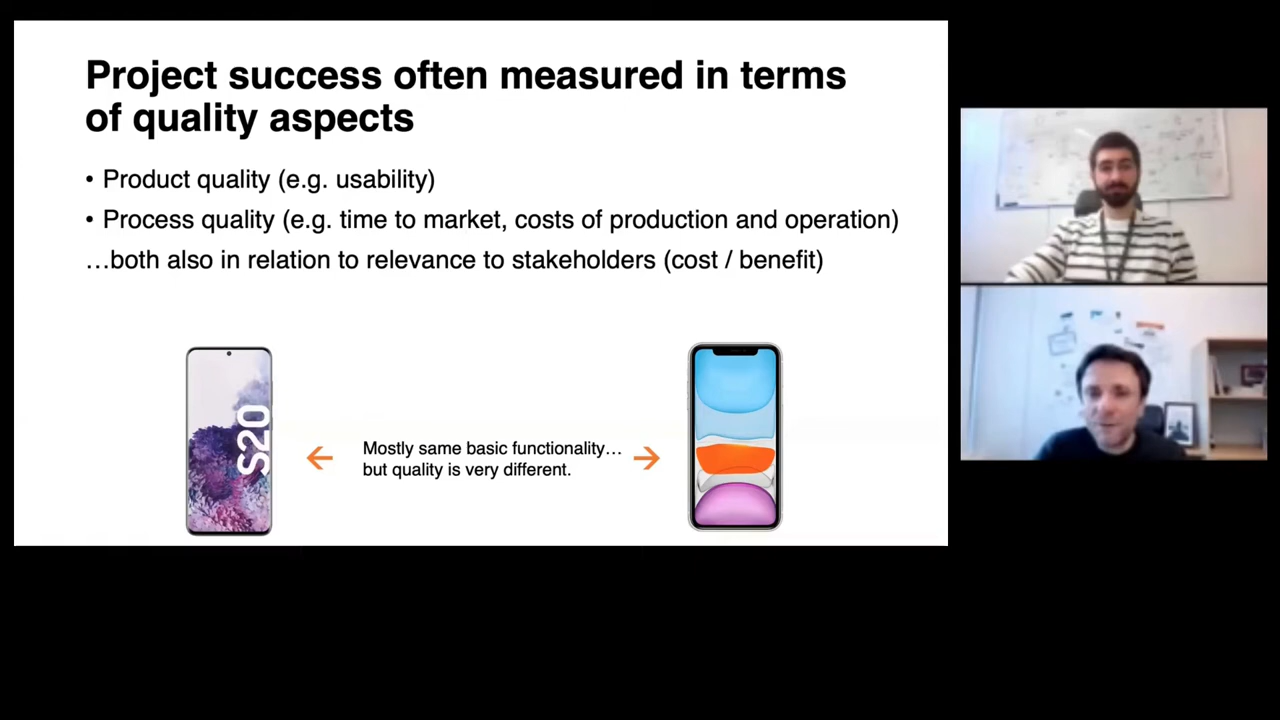 Project success often measured in terms
of quality aspects
• Product quality (e.g. usability)
• Process quality (e.g. time to market, costs of production and operation)
…both also in relation to relevance to stakeholders (cost / benefit)
S20
Mostly same basic functionality…
but quality is very different.